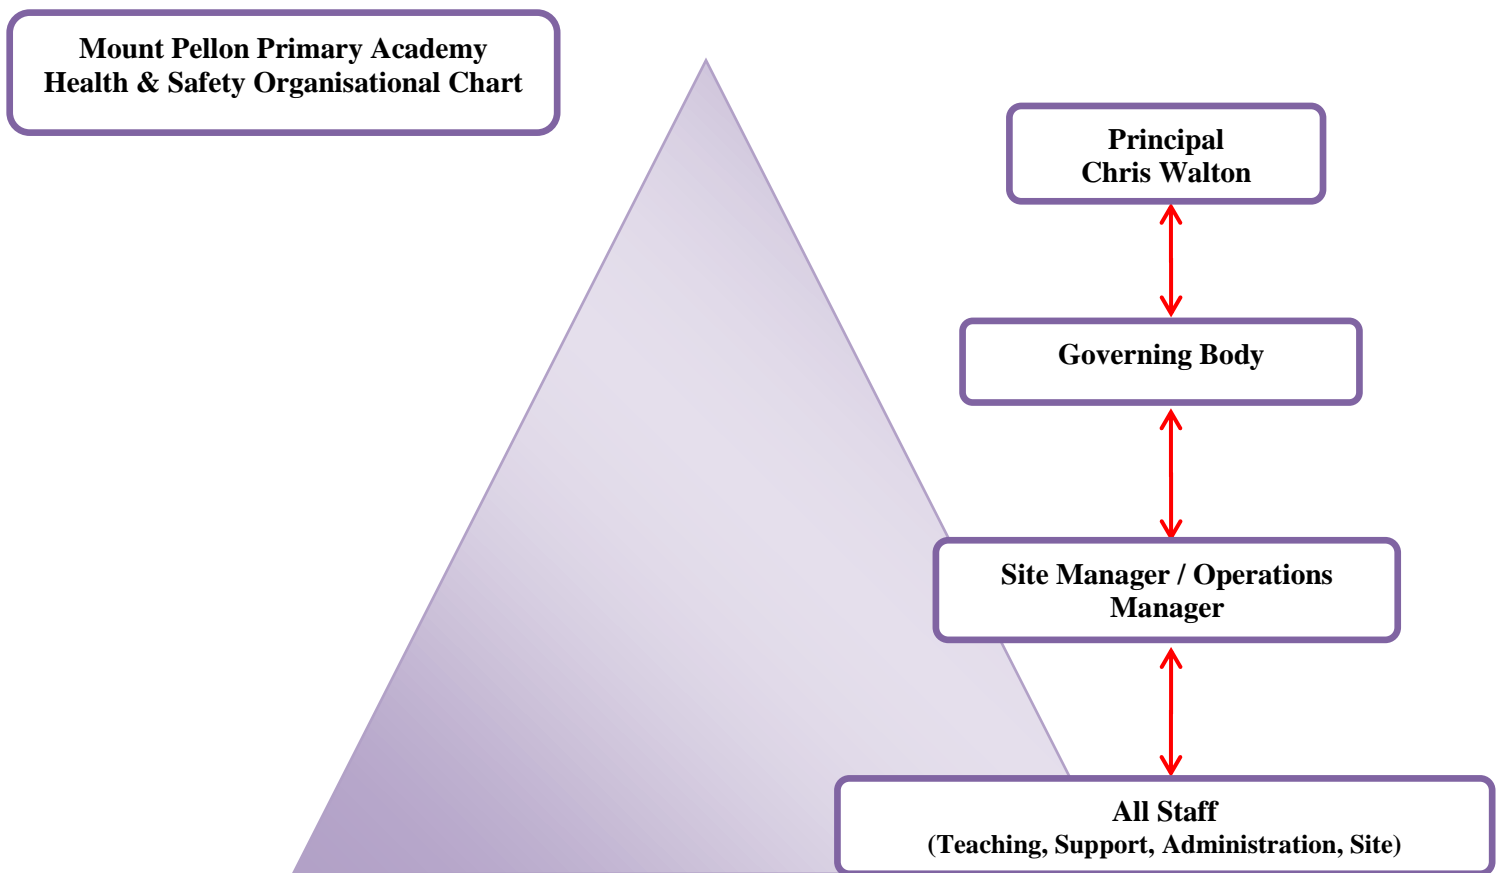 Mount Pellon Primary Academy
Health & Safety Organisational Chart
Principal
Chris Walton
Governing Body
Site Manager / Operations
Manager
All Staff
(Teaching, Support, Administration, Site)